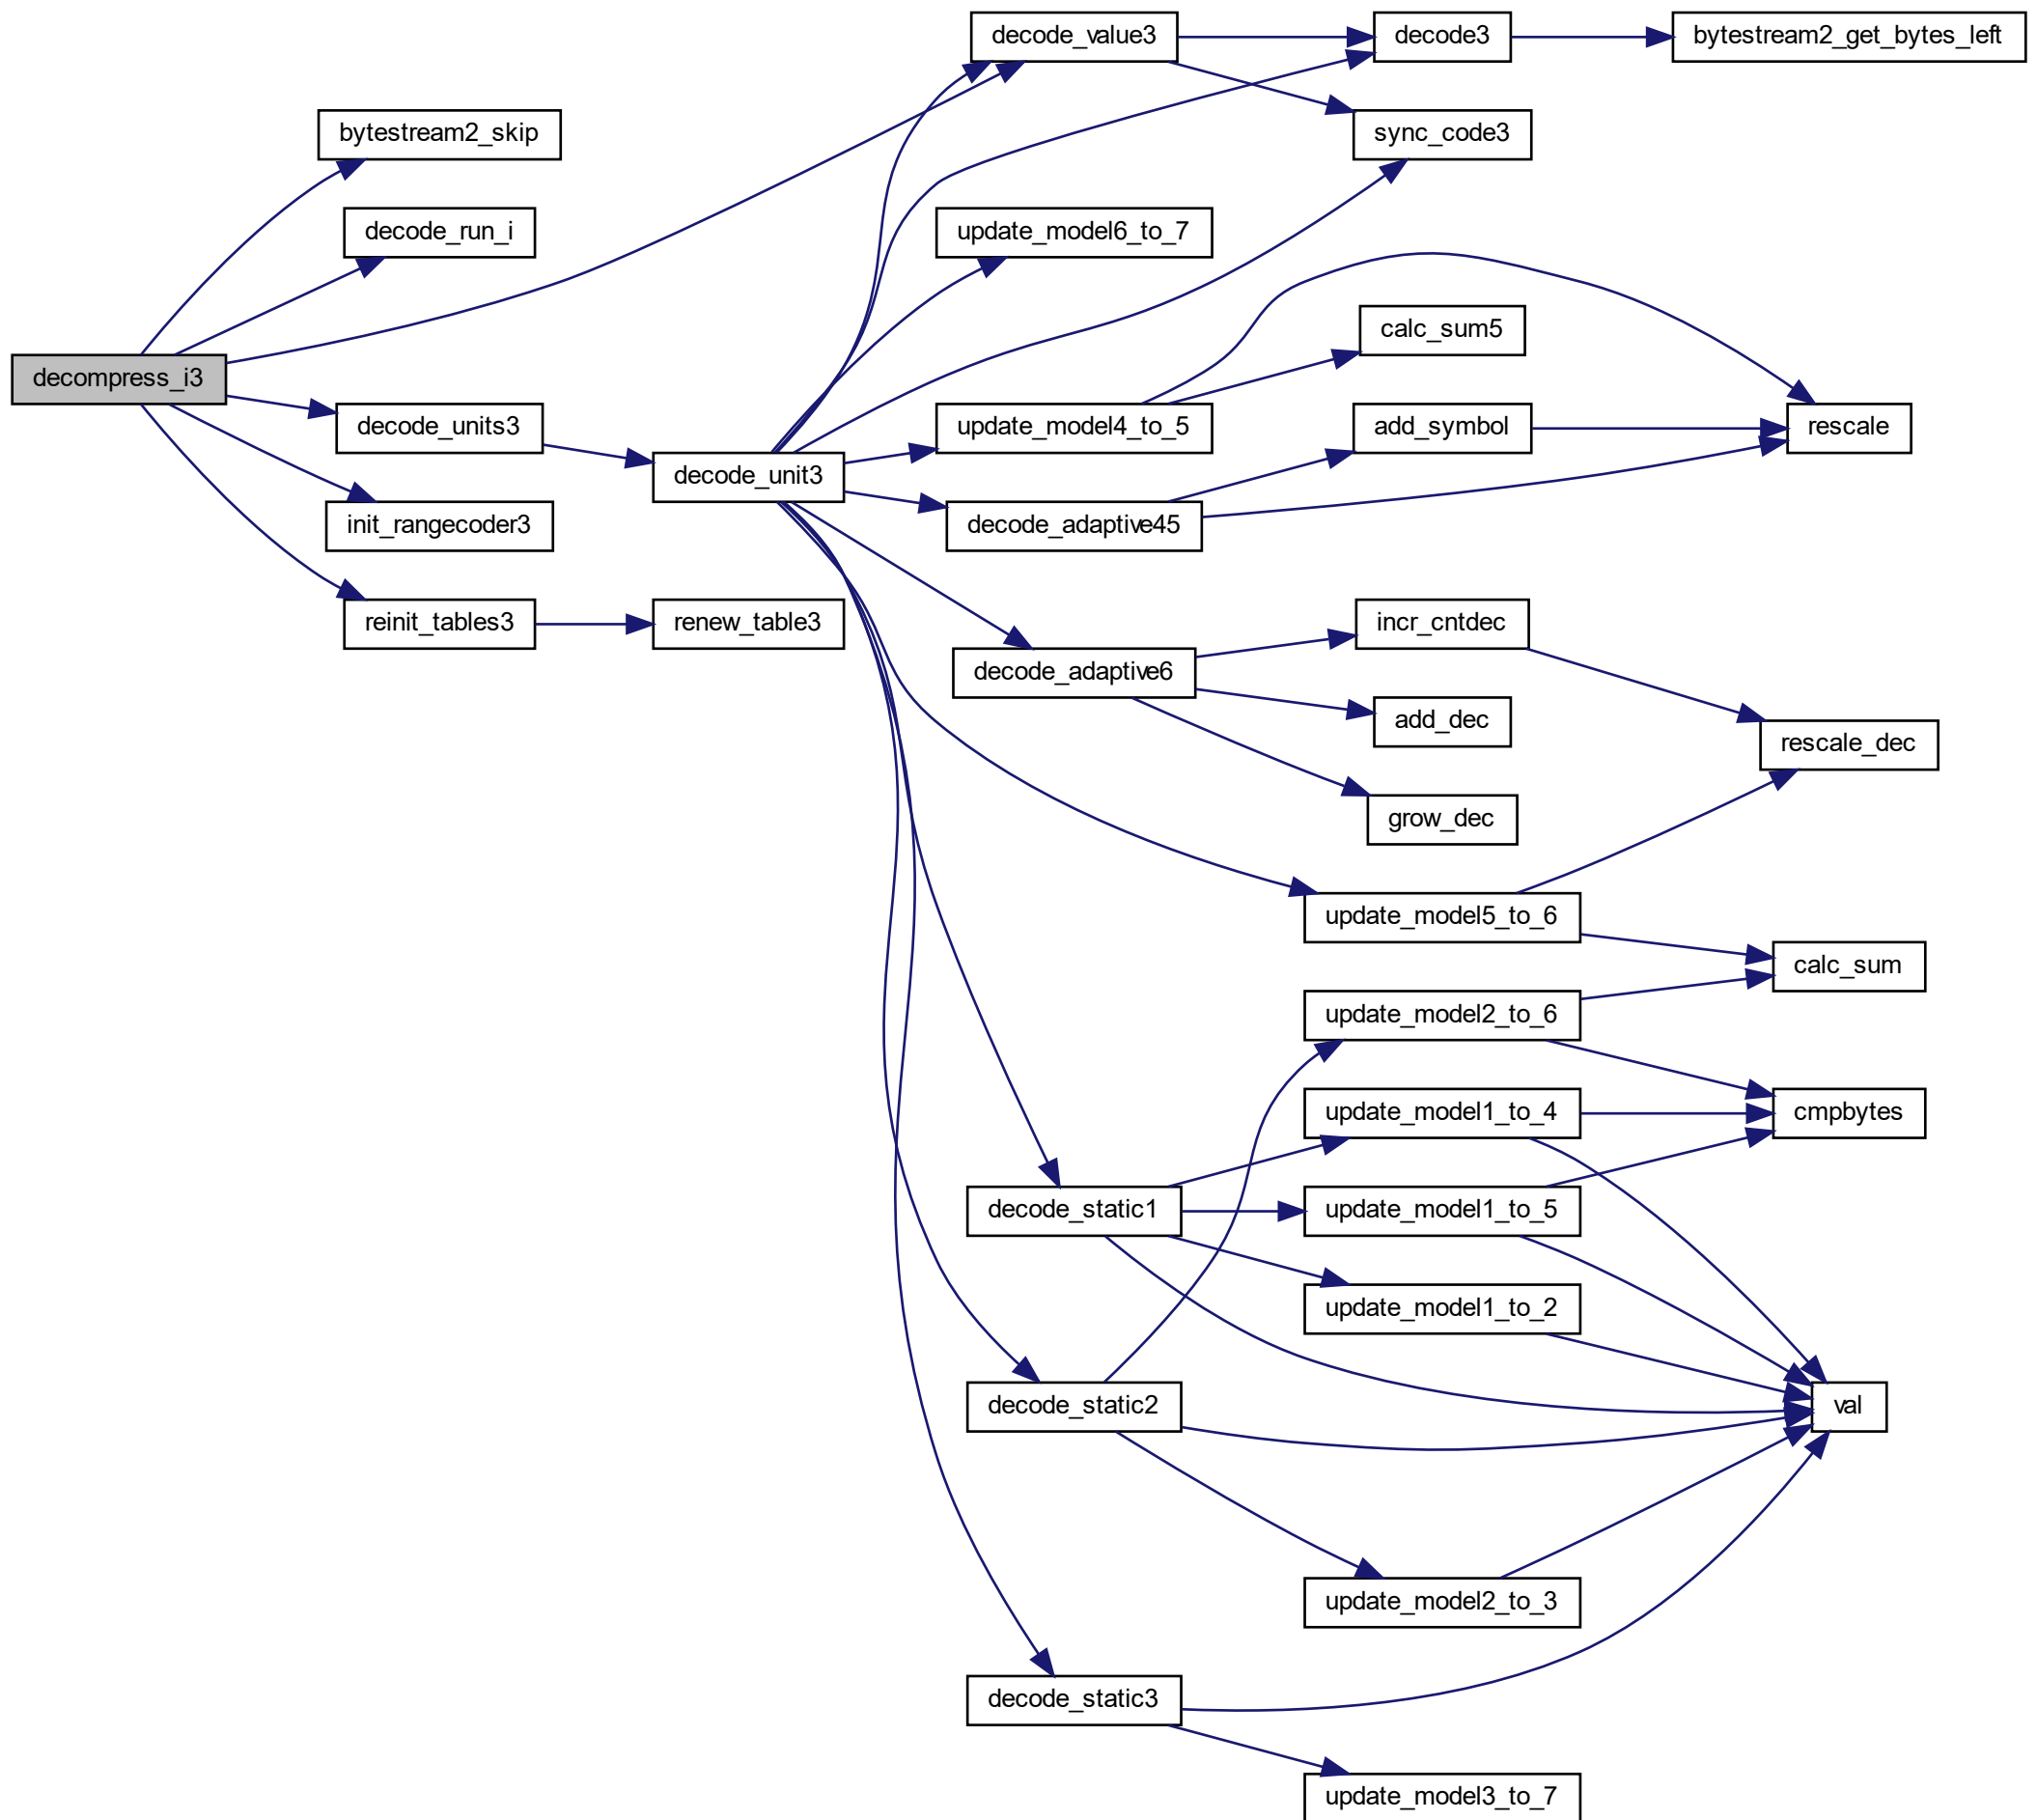 decode_value3
decode3
bytestream2_get_bytes_left
bytestream2_skip
sync_code3
decode_run_i
update_model6_to_7
calc_sum5
decompress_i3
decode_units3
update_model4_to_5
add_symbol
rescale
decode_unit3
init_rangecoder3
decode_adaptive45
reinit_tables3
renew_table3
incr_cntdec
decode_adaptive6
add_dec
rescale_dec
grow_dec
update_model5_to_6
calc_sum
update_model2_to_6
update_model1_to_4
cmpbytes
decode_static1
update_model1_to_5
update_model1_to_2
decode_static2
val
update_model2_to_3
decode_static3
update_model3_to_7